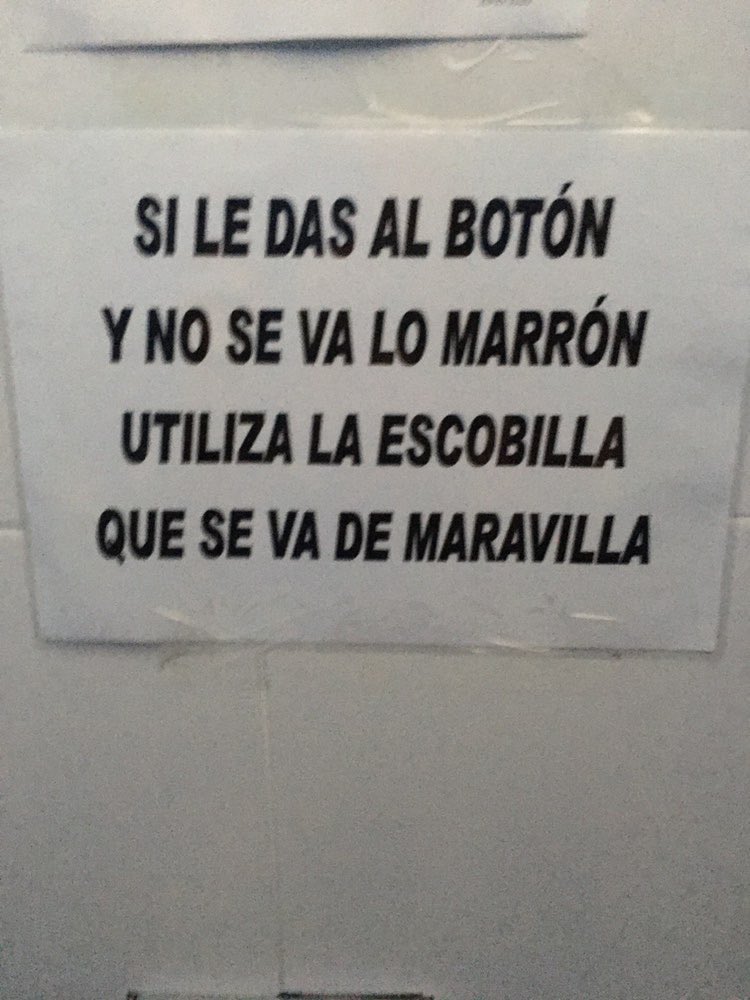 SI LE DAS AL BOTÓN
Y NO SE VA LO MARRÓN
UTILIZA LA ESCOBILLA
QUE SE VA DE MARAVILLA